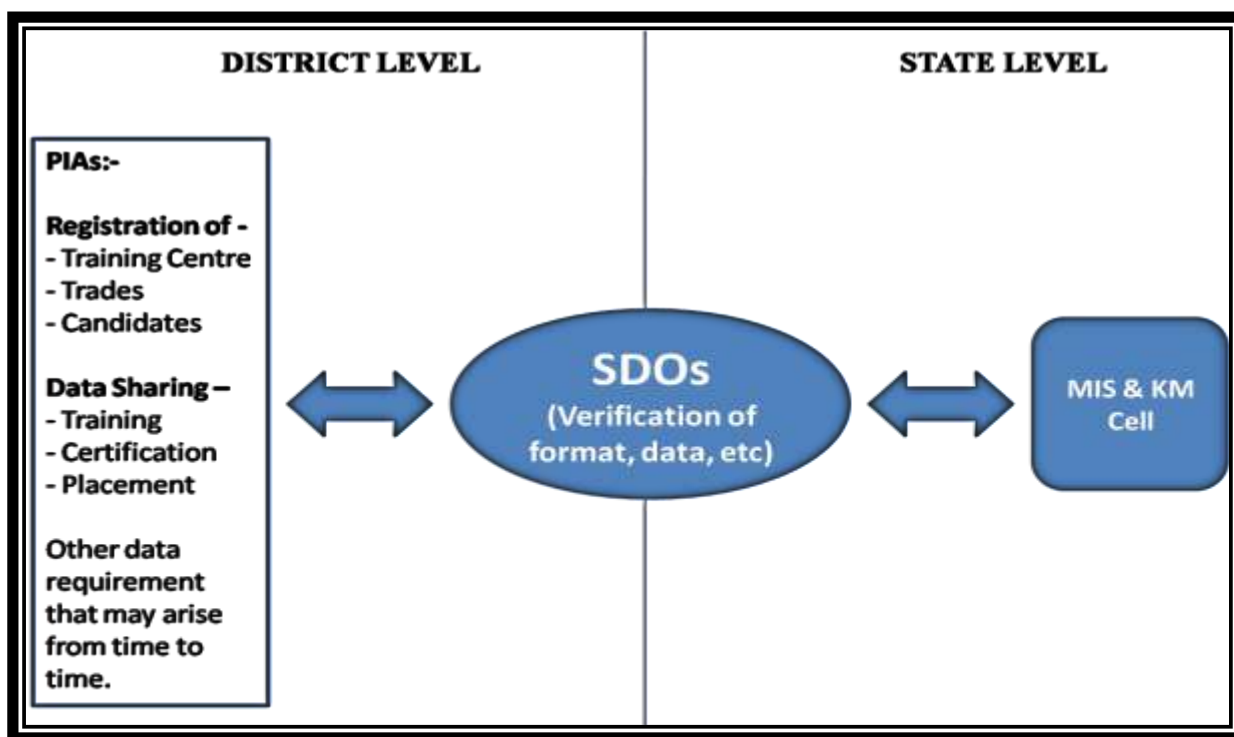 DISTRICT LEVEL
STATE LEVEL
PIAs:-
Registration of -
- Training Centre
- Trades
- Candidates
Data Sharing –
- Training
- Certification
- Placement
Other data
requirement
that may arise
from time to
time.
SDOs
(Verification of
format, data, etc)
MIS & KM
Cell